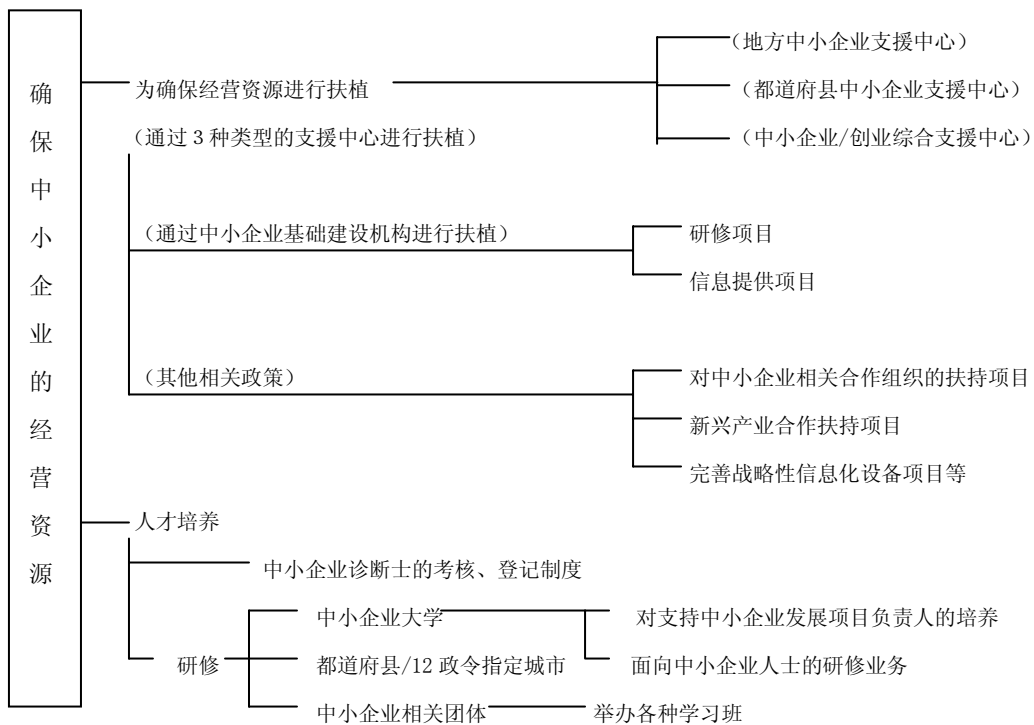 确保中小企业的经营资源
为确保经营资源进行扶植
（地方中小企业支援中心）
（都道府县中小企业支援中心）
（中小企业/创业综合支援中心）
（通过 3 种类型的支援中心进行扶植）
（通过中小企业基础建设机构进行扶植）
研修项目
信息提供项目
（其他相关政策）
对中小企业相关合作组织的扶持项目
新兴产业合作扶持项目
完善战略性信息化设备项目等
人才培养
中小企业诊断士的考核、登记制度
研修
中小企业大学
对支持中小企业发展项目负责人的培养
面向中小企业人士的研修业务
都道府县/12 政令指定城市
中小企业相关团体
举办各种学习班